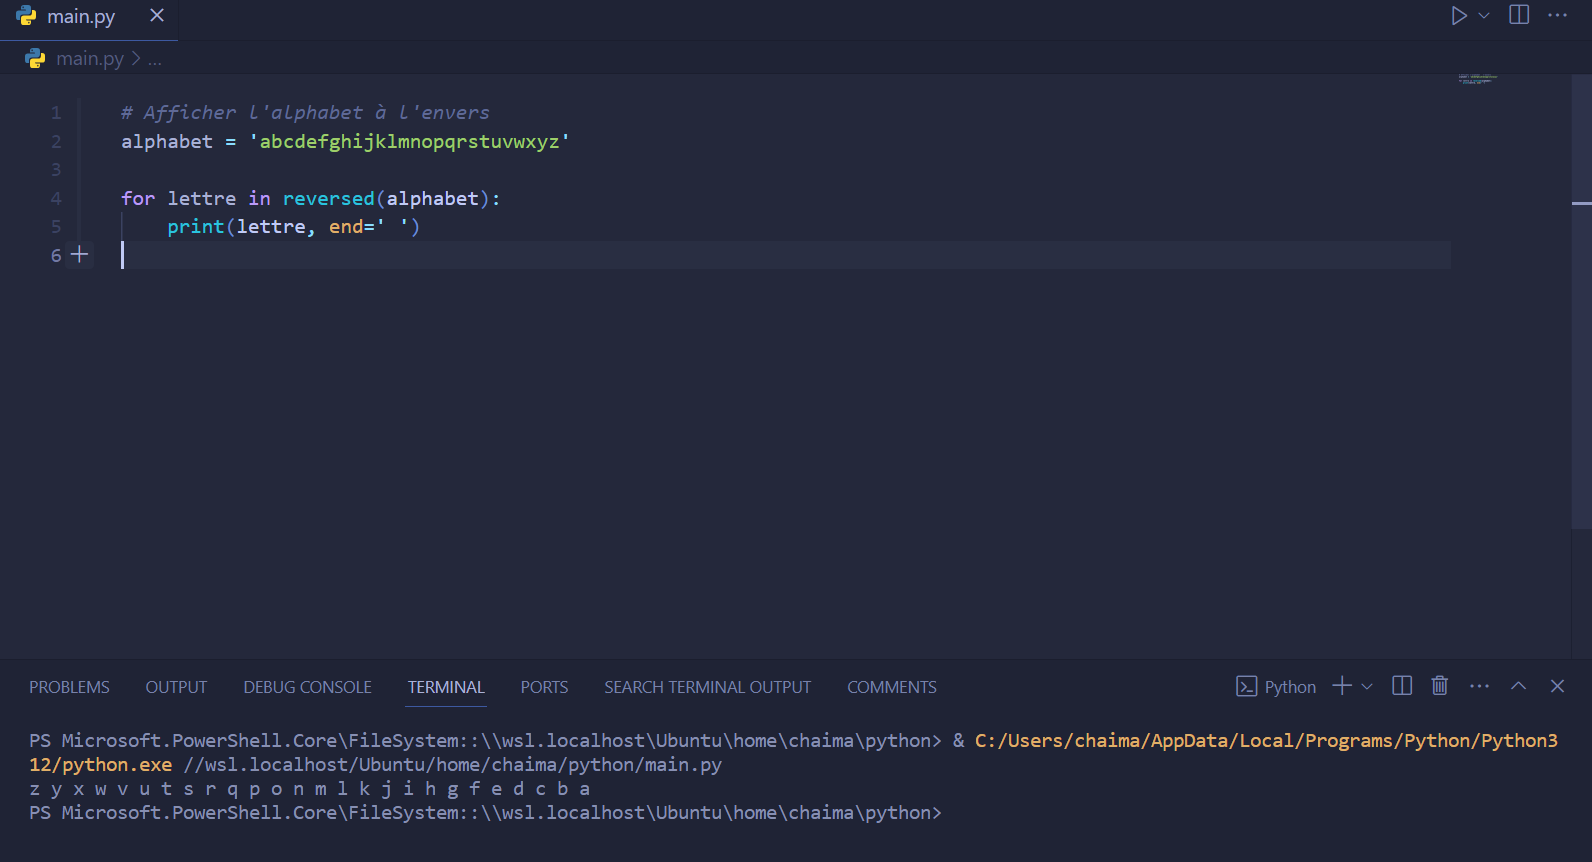 main.py
main.py > ...
1 # Afficher l'alphabet à l'envers
2 alphabet = 'abcdefghijklmnopqrstuvwxyz'
3
4 for lettre in reversed(alphabet):
5     print(lettre, end=' ')
6
PROBLEMS OUTPUT DEBUG CONSOLE TERMINAL PORTS SEARCH TERMINAL OUTPUT COMMENTS Python
PS Microsoft.PowerShell.Core\FileSystem::\\wsl.localhost\Ubuntu\home\chaima\python> & C:/Users/chaima/AppData/Local/Programs/Python/Python3
12/python.exe //wsl.localhost/Ubuntu/home/chaima/python/main.py
z y x w v u t s r q p o n m l k j i h g f e d c b a
PS Microsoft.PowerShell.Core\FileSystem::\\wsl.localhost\Ubuntu\home\chaima\python>